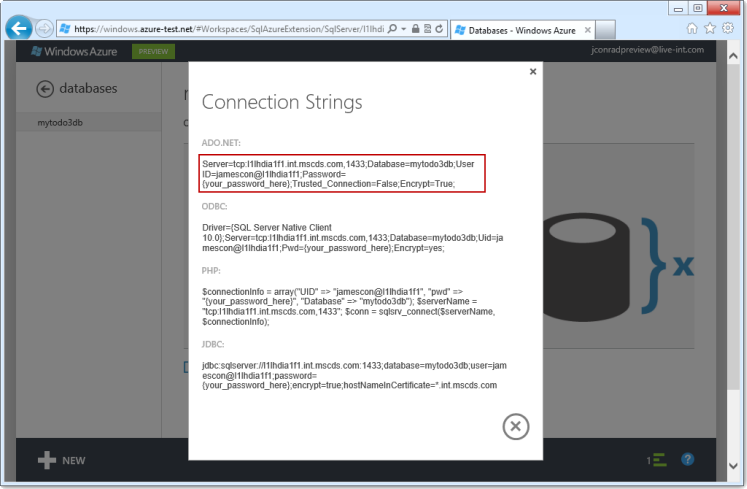 https://windows.azure-test.net/#Workspaces/SqlAzureExtension/SqlServer/l1lhdi
Databases - Windows Azure
Windows Azure
PREVIEW
jconradpreview@live-int.com
databases
mytodo3db
Connection Strings
ADO.NET:
Server=tcp:l1lhdia1f1.int.mscds.com,1433;Database=mytodo3db;User
ID=jamescon@l1lhdia1f1;Password=
{your_password_here};Trusted_Connection=False;Encrypt=True;
ODBC:
Driver={SQL Server Native Client
10.0};Server=tcp:l1lhdia1f1.int.mscds.com,1433;Database=mytodo3db;Uid=ja
mescon@l1lhdia1f1;Pwd={your_password_here};Encrypt=yes;
PHP:
$connectionInfo = array("UID" => "jamescon@l1lhdia1f1", "pwd" =>
"{your_password_here}", "Database" => "mytodo3db"); $serverName =
"tcp:l1lhdia1f1.int.mscds.com,1433"; $conn = sqlsrv_connect($serverName,
$connectionInfo);
JDBC:
jdbc:sqlserver://l1lhdia1f1.int.mscds.com:1433;database=mytodo3db;user=jam
escon@l1lhdia1f1;password=
{your_password_here};encrypt=true;hostNameInCertificate=*.int.mscds.com
NEW
1